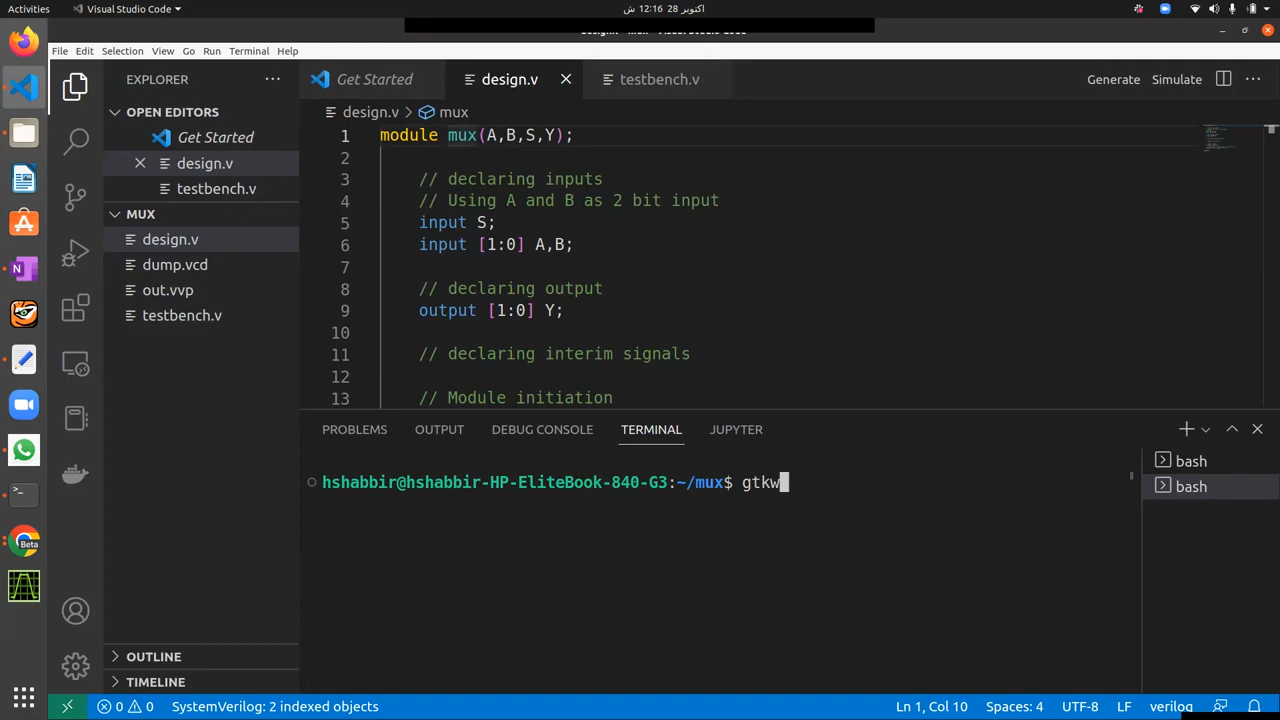 Activities
Visual Studio Code
اکتوبر 28 12:16 ش
File Edit Selection View Go Run Terminal Help
EXPLORER
OPEN EDITORS
Get Started
design.v
testbench.v
MUX
design.v
dump.vcd
out.vvp
testbench.v
OUTLINE
TIMELINE
Get Started
design.v
testbench.v
Generate Simulate
design.v > mux
1 module mux(A,B,S,Y);
2
3 // declaring inputs
4 // Using A and B as 2 bit input
5 input S;
6 input [1:0] A,B;
7
8 // declaring output
9 output [1:0] Y;
10
11 // declaring interim signals
12
13 // Module initiation
PROBLEMS OUTPUT DEBUG CONSOLE TERMINAL JUPYTER
hshabbir@hshabbir-HP-EliteBook-840-G3:~/mux$ gtkw
bash
bash
Beta
0 0 SystemVerilog: 2 indexed objects
Ln 1, Col 10 Spaces: 4 UTF-8 LF verilog